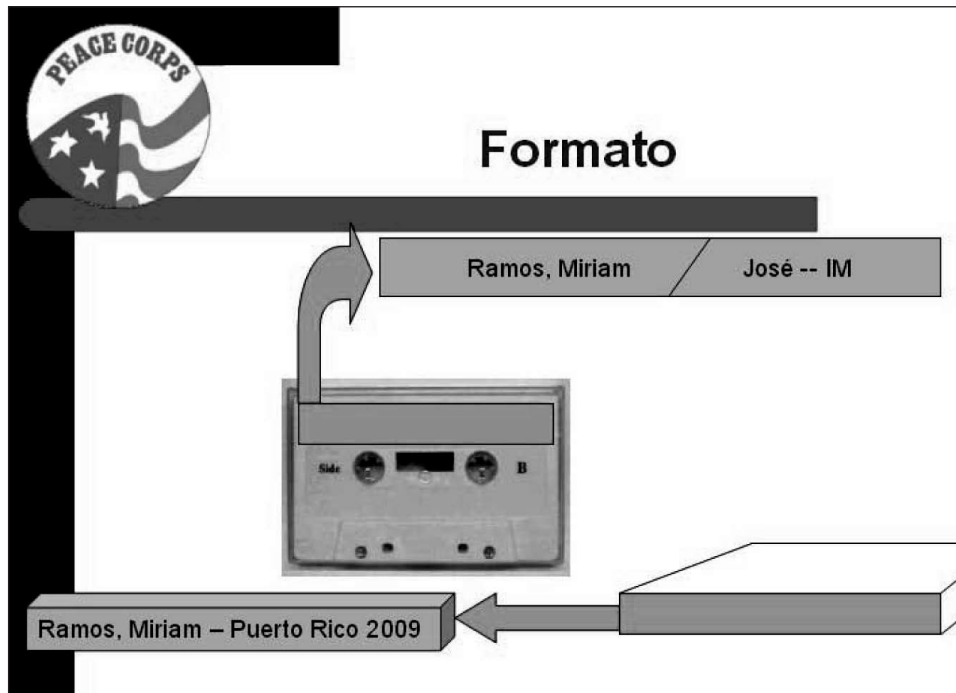 PEACE CORPS
Formato
Ramos, Miriam / José -- IM
Side B
Ramos, Miriam – Puerto Rico 2009